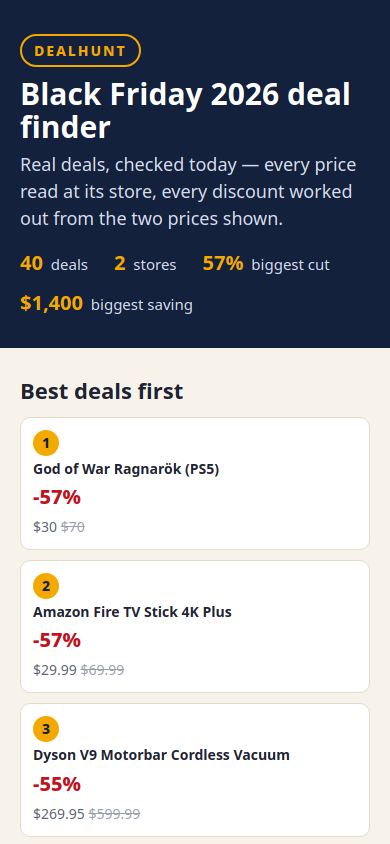 DEALHUNT
Black Friday 2026 deal
finder
Real deals, checked today — every price
read at its store, every discount worked
out from the two prices shown.
40 deals 2 stores 57% biggest cut
$1,400 biggest saving
Best deals first
1
God of War Ragnarök (PS5)
-57%
$30 $70
2
Amazon Fire TV Stick 4K Plus
-57%
$29.99 $69.99
3
Dyson V9 Motorbar Cordless Vacuum
-55%
$269.95 $599.99